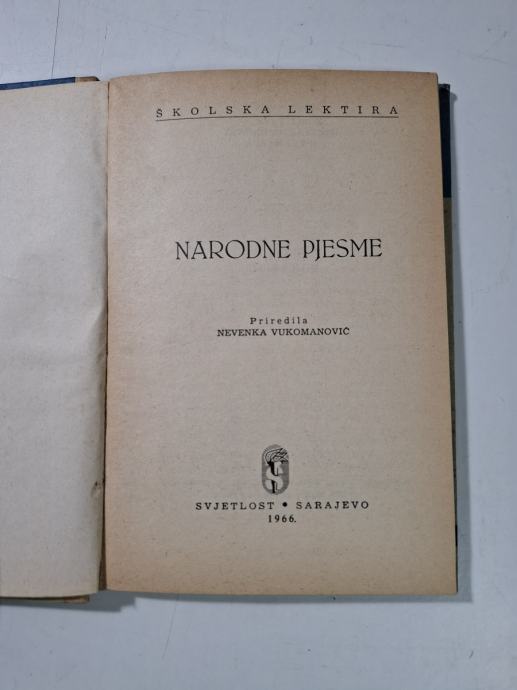 ŠKOLSKA LEKTIRA
NARODNE PJESME
Priredila
NEVENKA VUKOMANOVIĆ
S
SVJETLOST • SARAJEVO
1966.